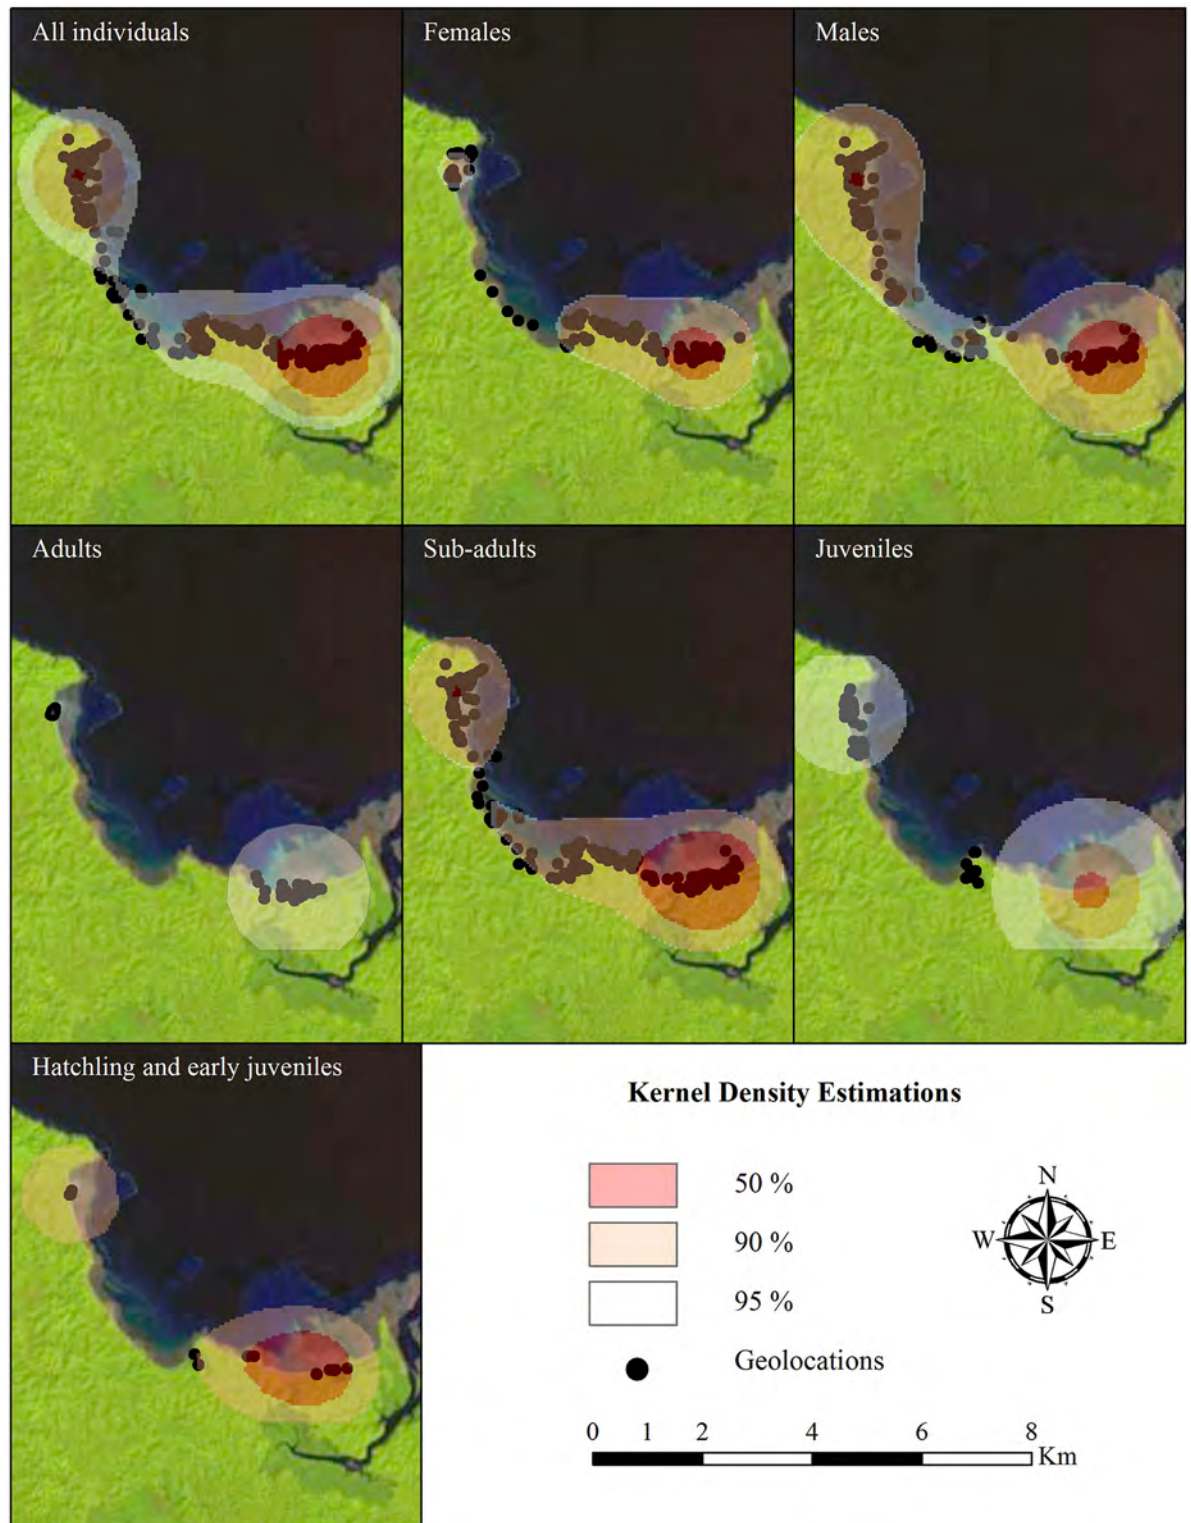 All individuals
Females
Males
Adults
Sub-adults
Juveniles
Hatchling and early juveniles
Kernel Density Estimations
50 %
90 %
95 %
Geolocations
N
W
E
S
0 1 2 4 6 8
Km